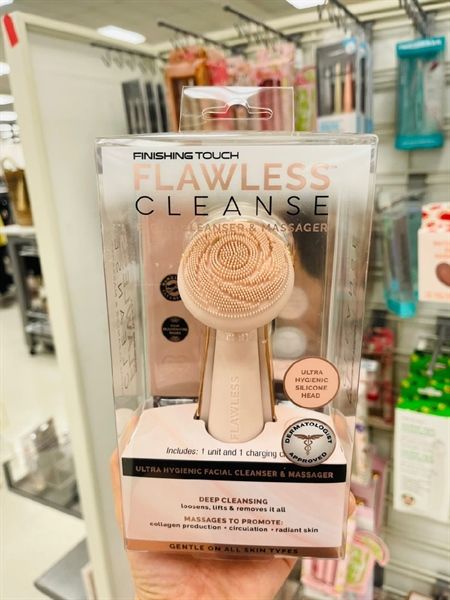 FINISHING TOUCH
FLAWLESS™
CLEANSE
CLEANSER & MASSAGER
FLAWLESS
ULTRA
HYGIENIC
SILICONE
HEAD
DERMATOLOGIST
APPROVED
Includes: 1 unit and 1 charging
ULTRA HYGIENIC FACIAL CLEANSER & MASSAGER
DEEP CLEANSING
loosens, lifts & removes it all
MASSAGES TO PROMOTE:
collagen production • circulation • radiant skin
GENTLE ON ALL SKIN TYPES